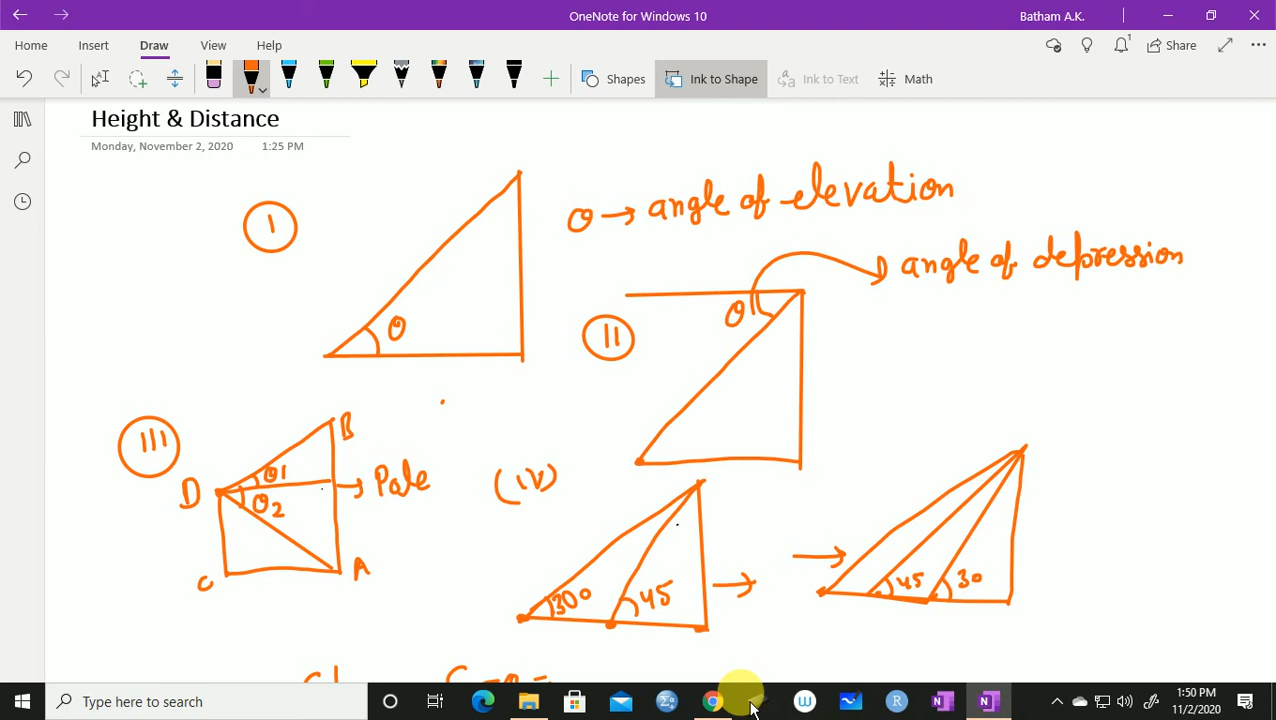 OneNote for Windows 10
Batham A.K.
Home Insert Draw View Help
Share
Shapes Ink to Shape Ink to Text Math
Height & Distance
Monday, November 2, 2020 1:25 PM
I
θ → angle of elevation
θ
angle of depression
II
θ
III
B
D
θ1
θ2
→ Pole
C
A
(iv)
30°
45
→
→
45
30
Type here to search
1:50 PM
11/2/2020